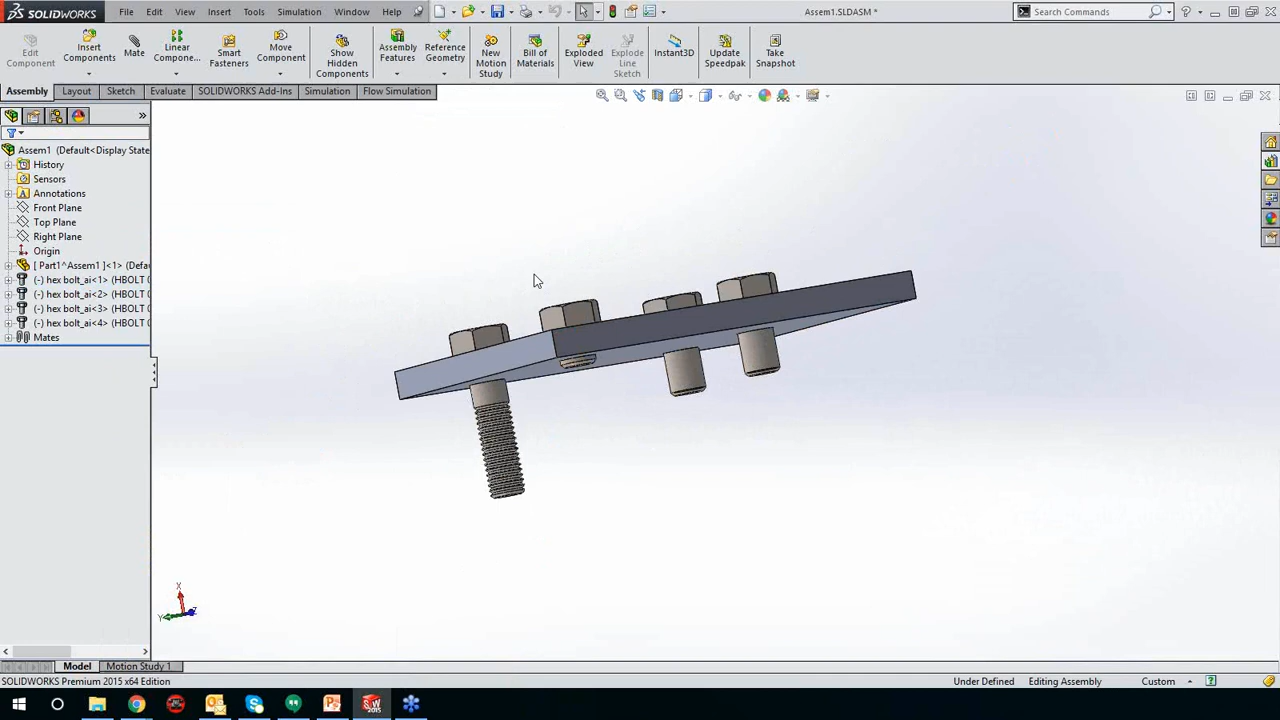 SOLIDWORKS File Edit View Insert Tools Simulation Window Help Assem1.SLDASM * Search Commands
Edit Component Insert Components Mate Linear Compone... Smart Fasteners Move Component Show Hidden Components Assembly Features Reference Geometry New Motion Study Bill of Materials Exploded View Explode Line Sketch Instant3D Update Speedpak Take Snapshot
Assembly Layout Sketch Evaluate SOLIDWORKS Add-Ins Simulation Flow Simulation
Assem1 (Default<Display State
History
Sensors
Annotations
Front Plane
Top Plane
Right Plane
Origin
[ Part1^Assem1 ]<1> (Defau
(-) hex bolt_ai<1> (HBOLT 0
(-) hex bolt_ai<2> (HBOLT 0
(-) hex bolt_ai<3> (HBOLT 0
(-) hex bolt_ai<4> (HBOLT 0
Mates
X
Y
Z
Model Motion Study 1
SOLIDWORKS Premium 2015 x64 Edition Under Defined Editing Assembly Custom